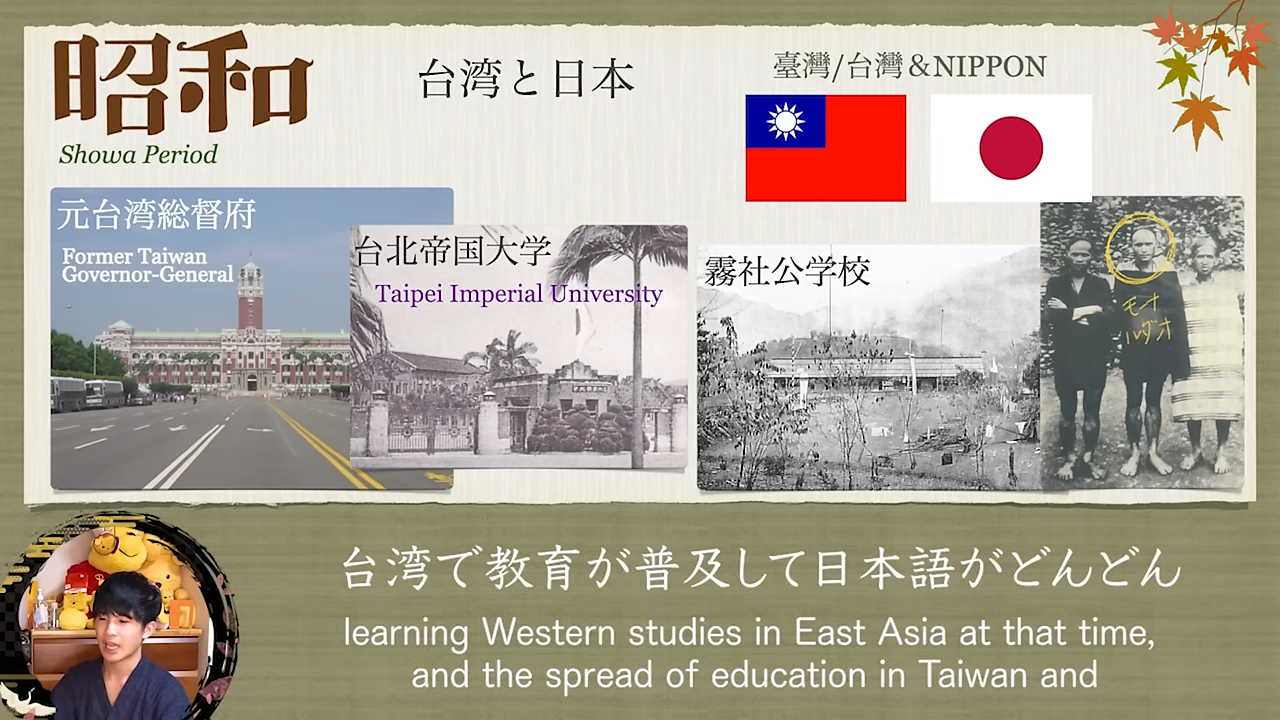 昭和
Showa Period
台湾と日本
臺灣/台灣&NIPPON
元台湾総督府
Former Taiwan
Governor-General
台北帝国大学
Taipei Imperial University
霧社公学校
モーナ
ルダオ
台湾で教育が普及して日本語がどんどん
learning Western studies in East Asia at that time,
and the spread of education in Taiwan and